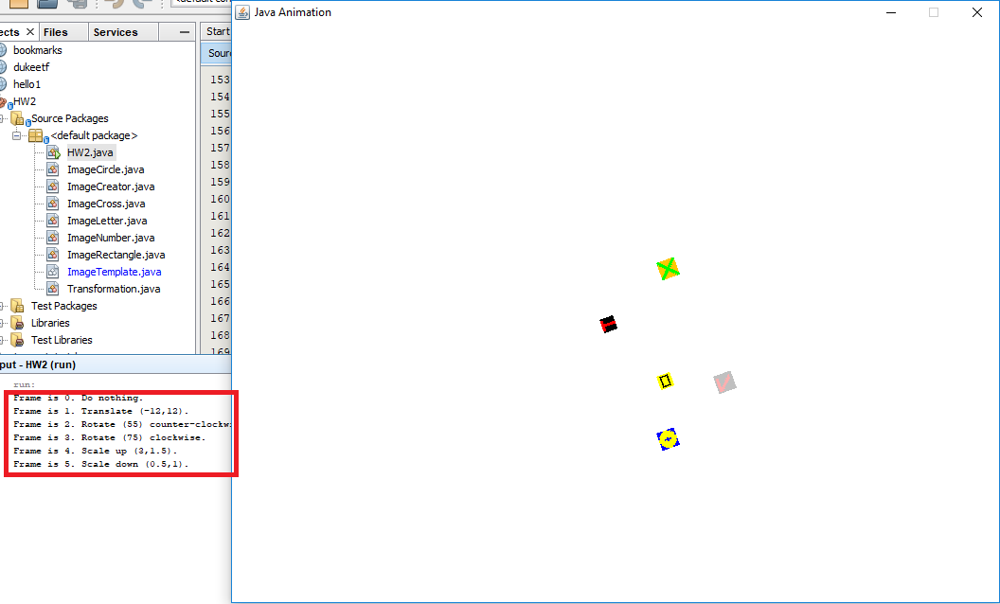 <default con
Java Animation
ects Files Services
Start
Sour
bookmarks
dukeetf
hello1
HW2
Source Packages
<default package>
HW2.java
ImageCircle.java
ImageCreator.java
ImageCross.java
ImageLetter.java
ImageNumber.java
ImageRectangle.java
ImageTemplate.java
Transformation.java
Test Packages
Libraries
Test Libraries
153
154
155
156
157
158
159
160
161
162
163
164
165
166
167
168
169
put - HW2 (run)
run:
Frame is 0. Do nothing.
Frame is 1. Translate (-12,12).
Frame is 2. Rotate (55) counter-clockwi
Frame is 3. Rotate (75) clockwise.
Frame is 4. Scale up (3,1.5).
Frame is 5. Scale down (0.5,1).